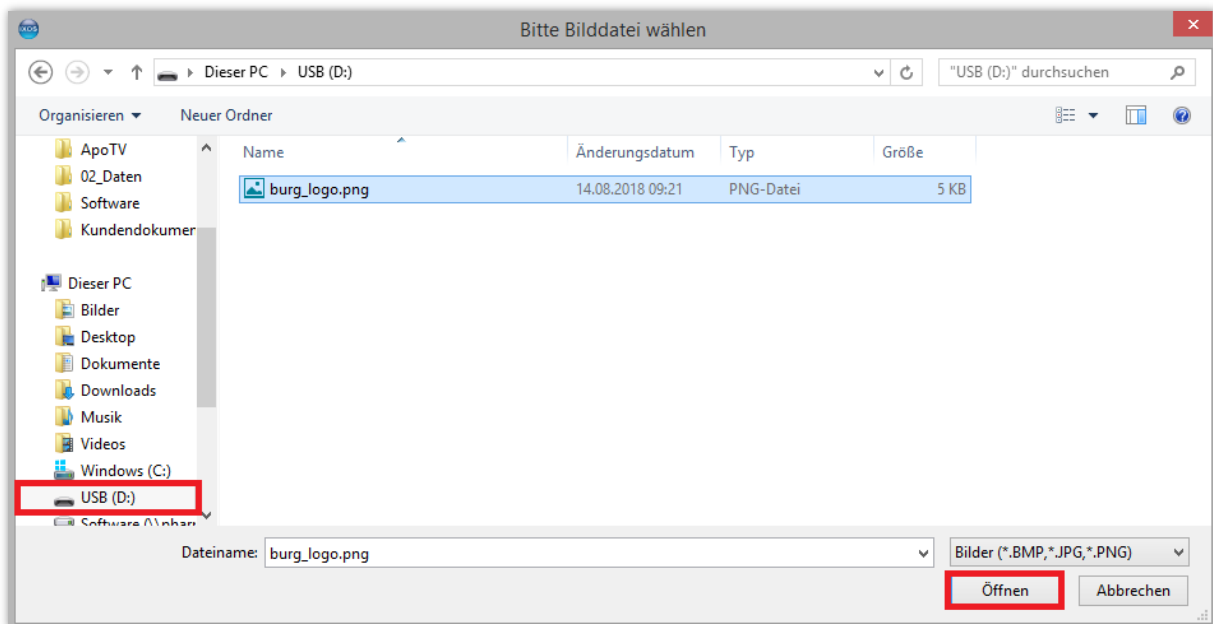 IXOS
Bitte Bilddatei wählen
Dieser PC USB (D:)
"USB (D:)" durchsuchen
Organisieren
Neuer Ordner
ApoTV
02_Daten
Software
Kundendokumer
Dieser PC
Bilder
Desktop
Dokumente
Downloads
Musik
Videos
Windows (C:)
USB (D:)
Name Änderungsdatum Typ Größe
burg_logo.png 14.08.2018 09:21 PNG-Datei 5 KB
Dateiname: burg_logo.png
Bilder (*.BMP,*.JPG,*.PNG)
Öffnen
Abbrechen